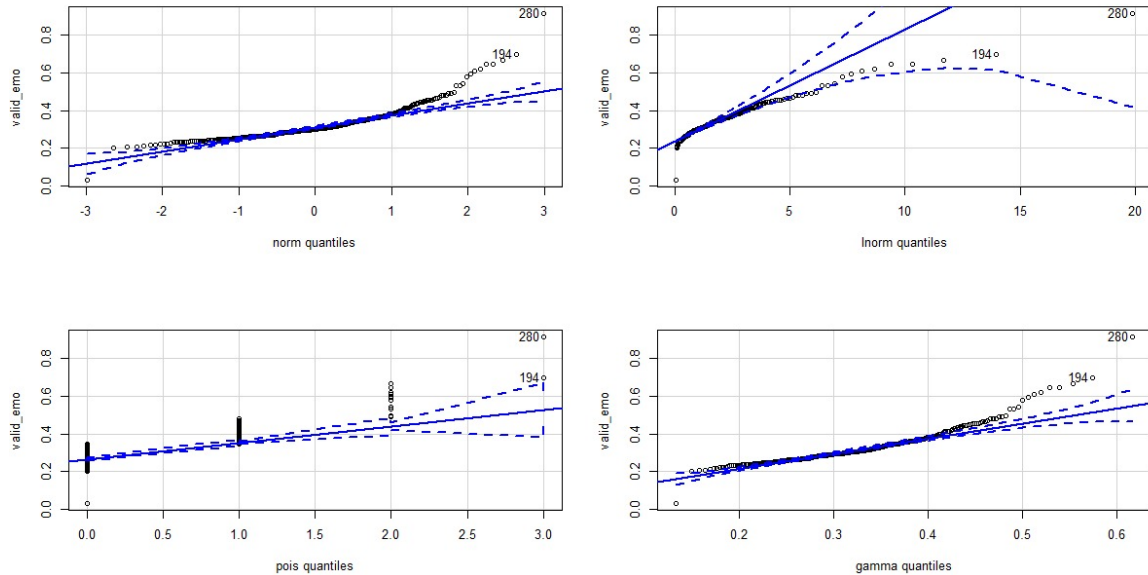 280
194
valid_emo
0.0 0.2 0.4 0.6 0.8
-3 -2 -1 0 1 2 3
norm quantiles
280
194
valid_emo
0.0 0.2 0.4 0.6 0.8
0 5 10 15 20
lnorm quantiles
280
194
valid_emo
0.0 0.2 0.4 0.6 0.8
0.0 0.5 1.0 1.5 2.0 2.5 3.0
pois quantiles
280
194
valid_emo
0.0 0.2 0.4 0.6 0.8
0.2 0.3 0.4 0.5 0.6
gamma quantiles